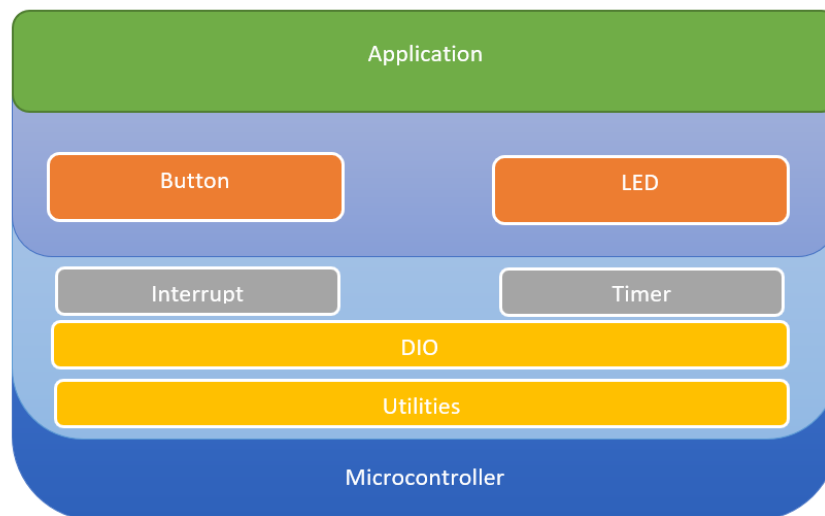 Application
Button
LED
Interrupt
Timer
DIO
Utilities
Microcontroller